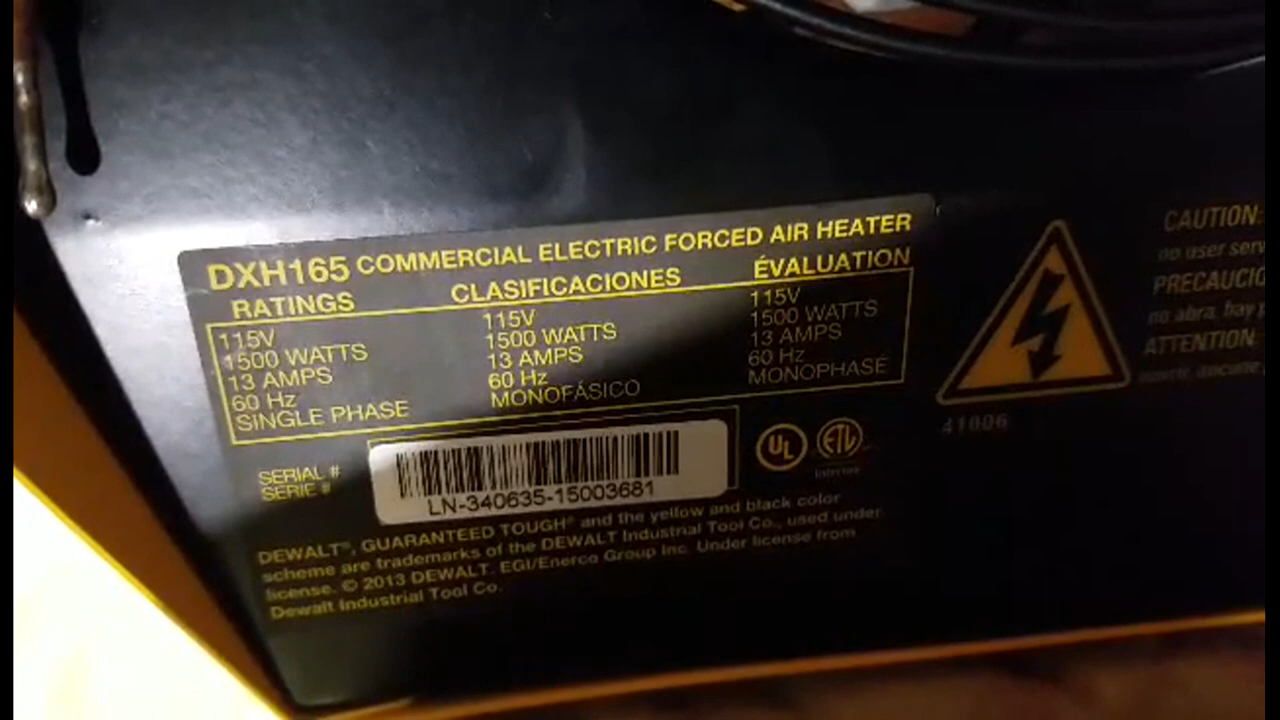 DXH165 COMMERCIAL ELECTRIC FORCED AIR HEATER
RATINGS CLASIFICACIONES ÉVALUATION
115V 115V 115V
1500 WATTS 1500 WATTS 1500 WATTS
13 AMPS 13 AMPS 13 AMPS
60 Hz 60 Hz 60 Hz
SINGLE PHASE MONOFÁSICO MONOPHASÉ
SERIAL #
SERIE #
LN-340635-15003681
UL ETL
Intertek
DEWALT®, GUARANTEED TOUGH® and the yellow and black color
scheme are trademarks of the DEWALT Industrial Tool Co., used under
license. © 2013 DEWALT. EGI/Enerco Group Inc. Under license from
Dewalt Industrial Tool Co.
41006
CAUTION:
no user serv
PRECAUCIO
no abra, hay p
ATTENTION